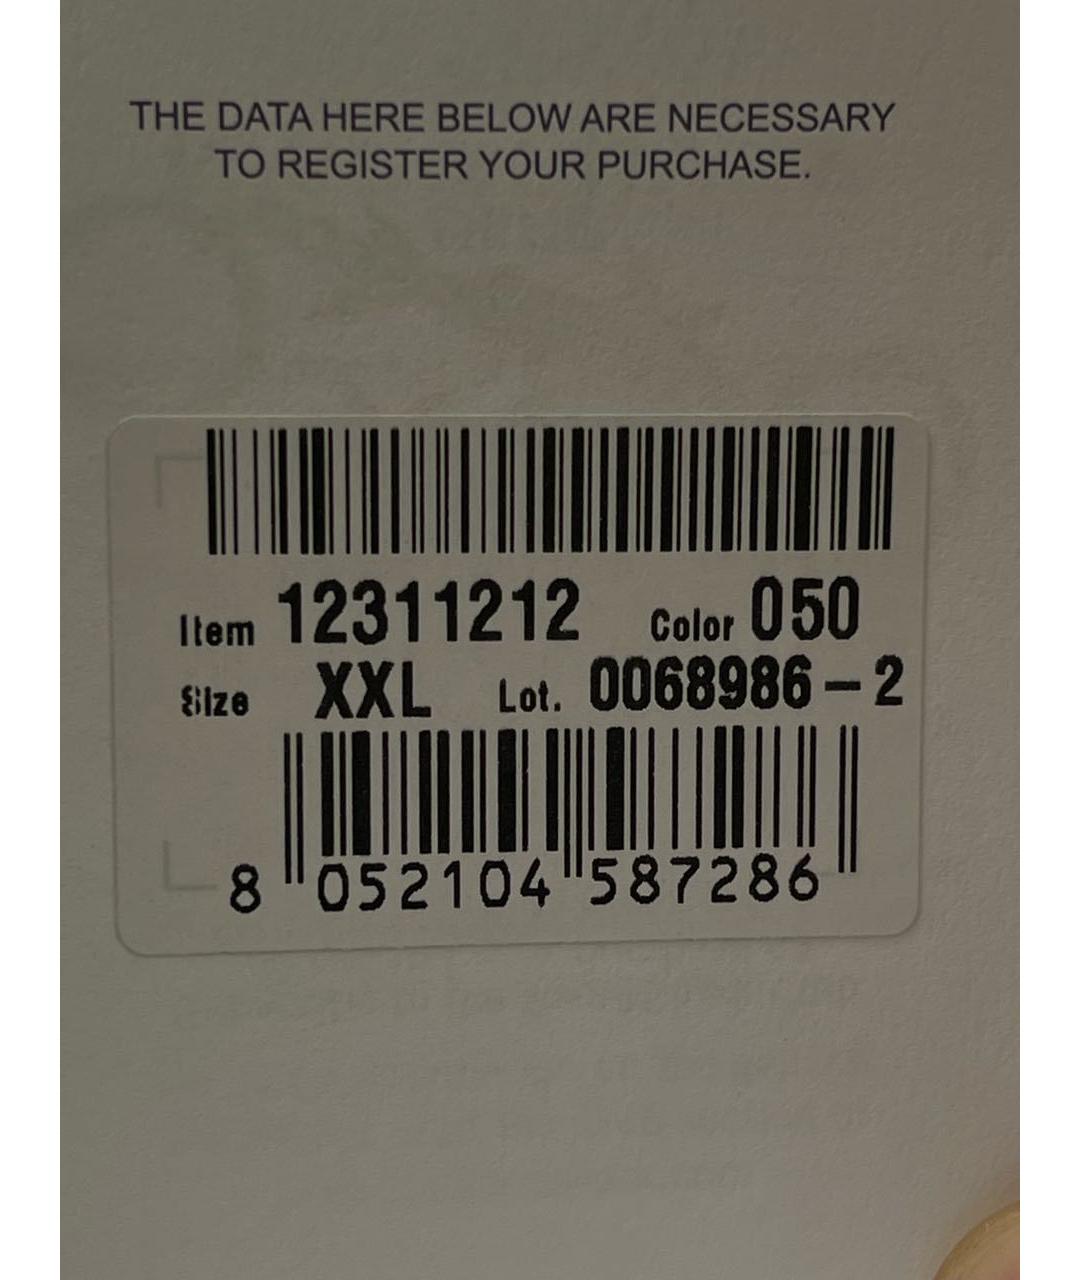 THE DATA HERE BELOW ARE NECESSARY
TO REGISTER YOUR PURCHASE.
Item 12311212 Color 050
Size XXL Lot. 0068986-2
8 052104 587286